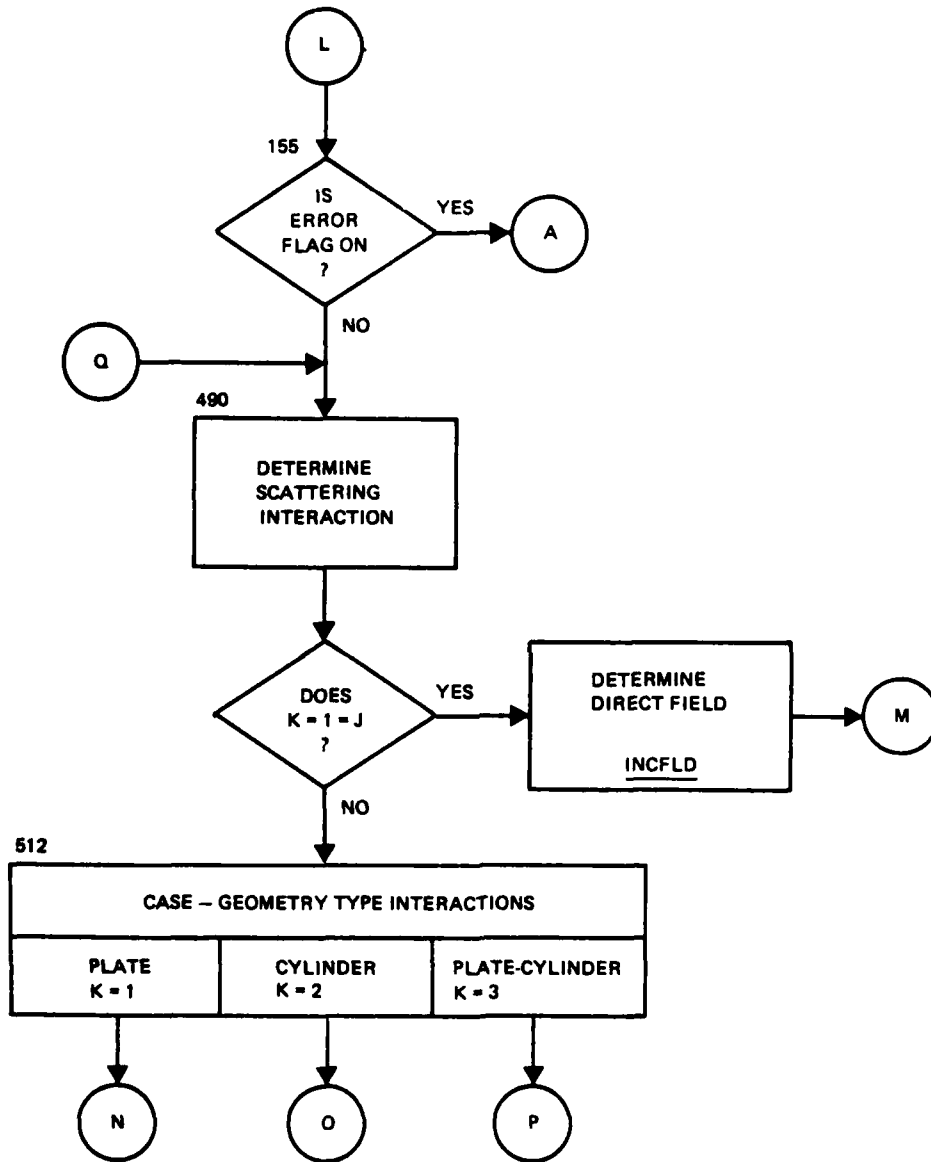 L
155
IS
ERROR
FLAG ON
?
YES
A
NO
Q
490
DETERMINE
SCATTERING
INTERACTION
DOES
K = 1 = J
?
YES
DETERMINE
DIRECT FIELD
INCFLD
M
NO
512
CASE – GEOMETRY TYPE INTERACTIONS
PLATE
K = 1
CYLINDER
K = 2
PLATE-CYLINDER
K = 3
N
O
P